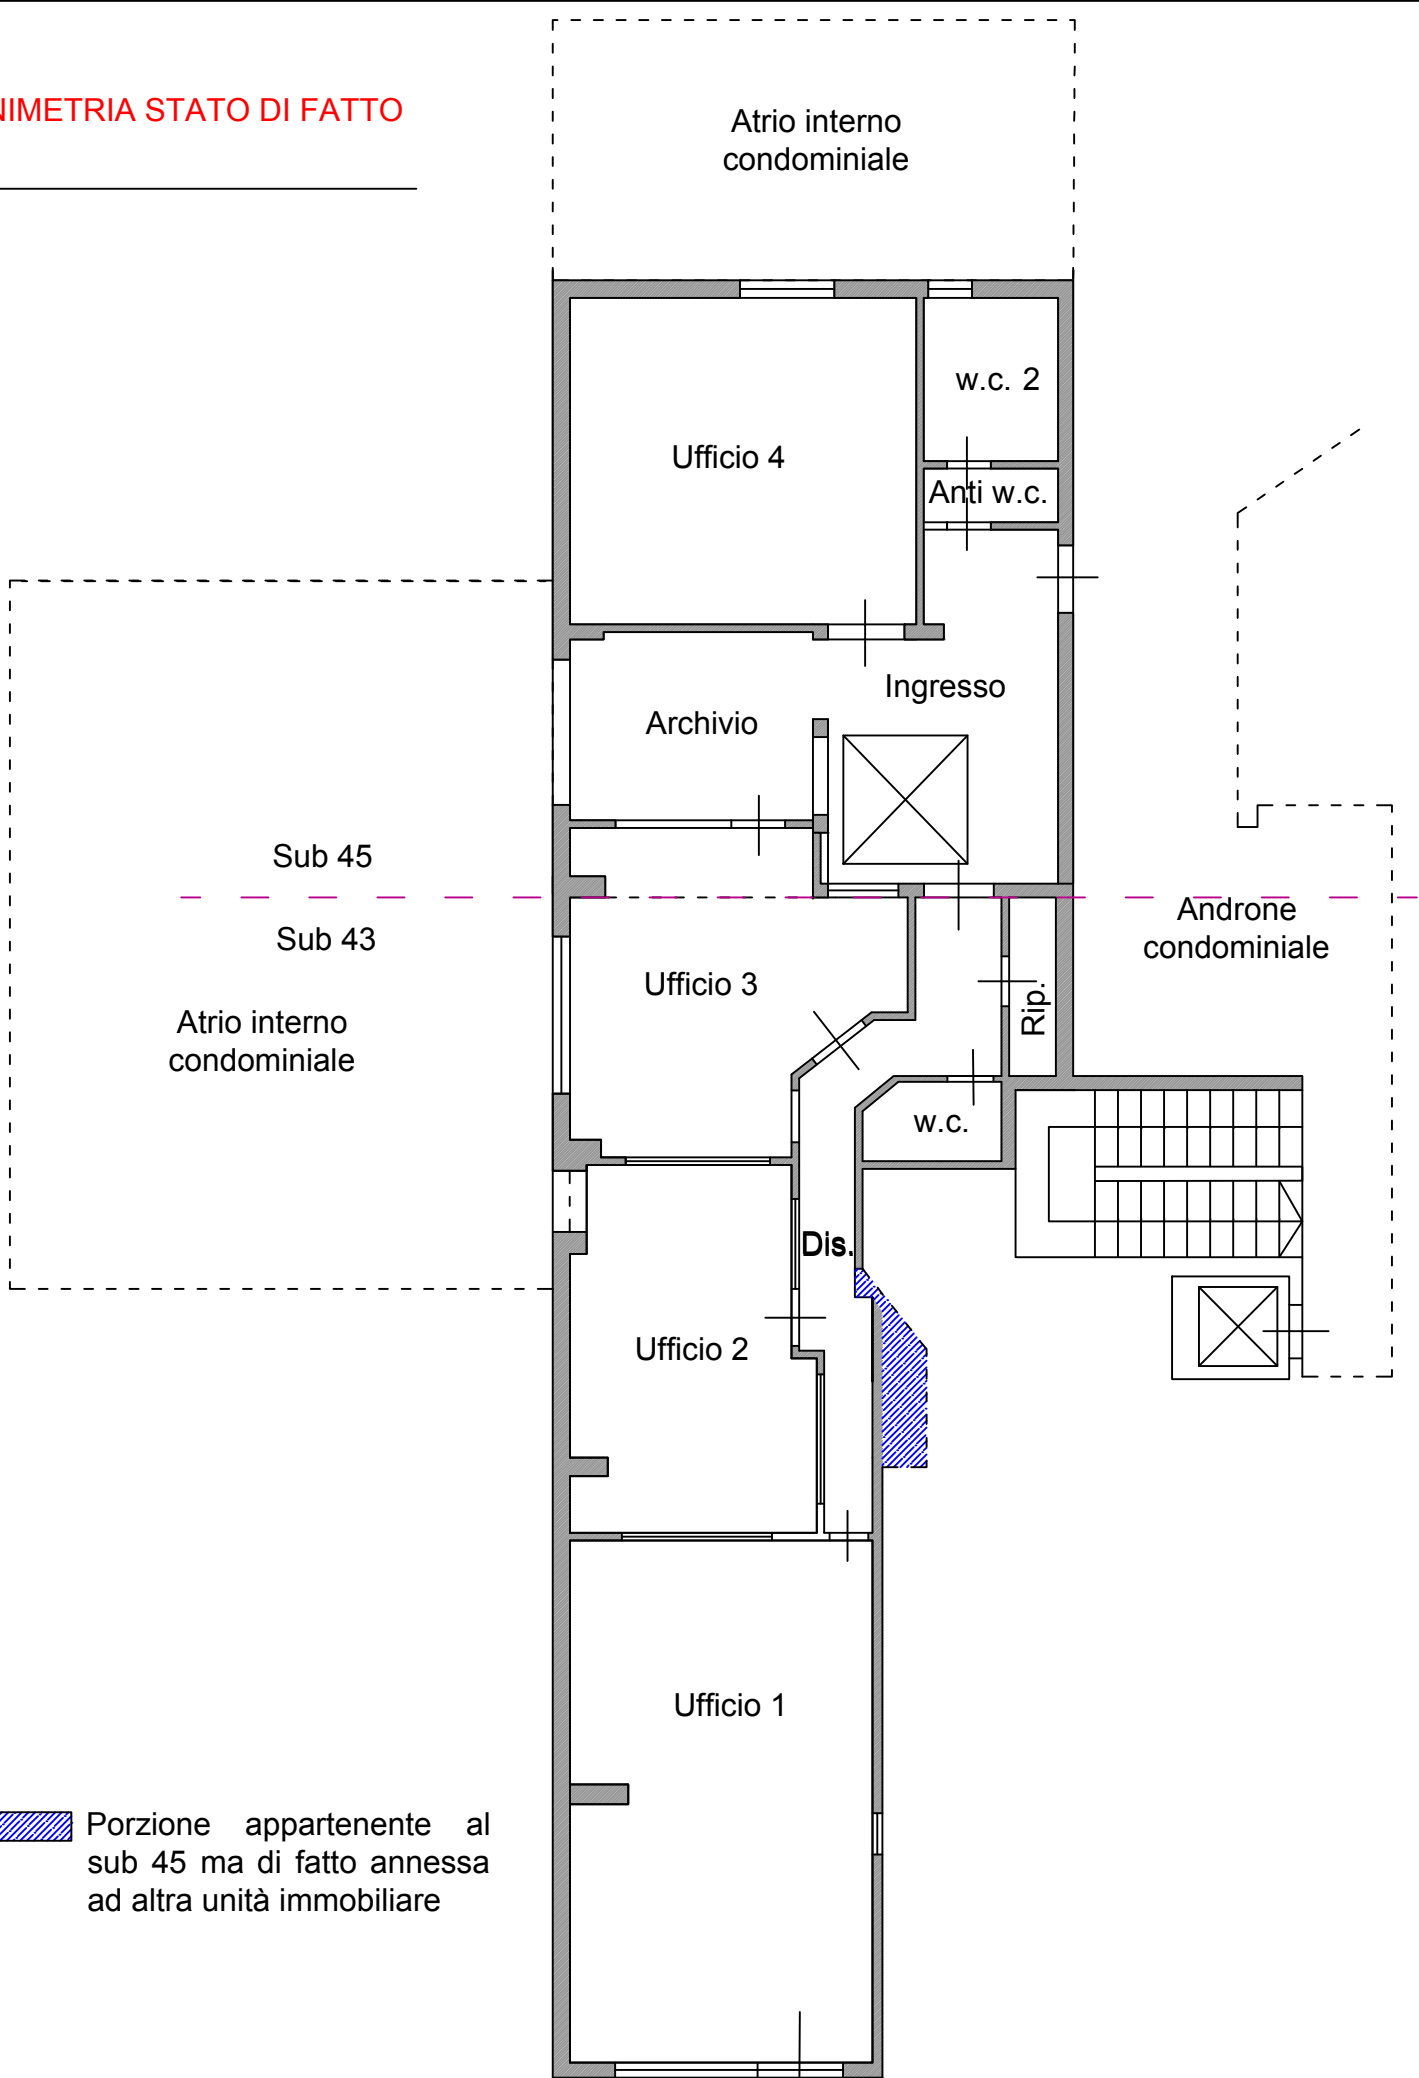 NIMETRIA STATO DI FATTO
Atrio interno
condominiale
w.c. 2
Ufficio 4
Anti w.c.
Ingresso
Archivio
Sub 45
Androne
condominiale
Sub 43
Ufficio 3
Rip.
Atrio interno
condominiale
w.c.
Dis.
Ufficio 2
Ufficio 1
Porzione appartenente al
sub 45 ma di fatto annessa
ad altra unità immobiliare